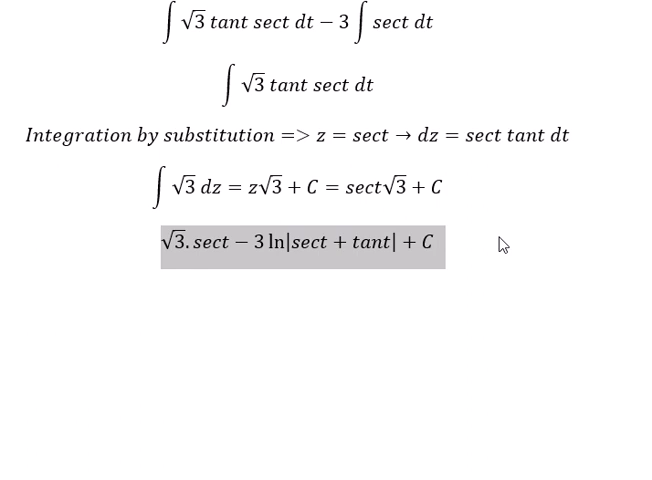 ∫ √3 tant sect dt − 3 ∫ sect dt
∫ √3 tant sect dt
Integration by substitution => z = sect → dz = sect tant dt
∫ √3 dz = z√3 + C = sect√3 + C
√3. sect − 3 ln|sect + tant| + C